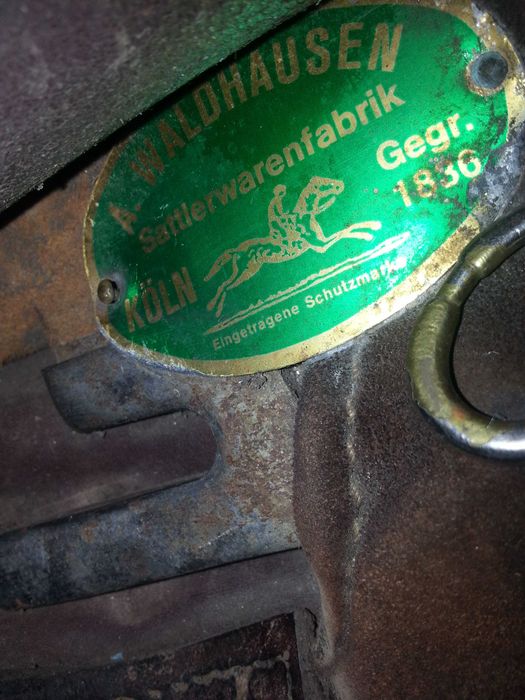 A. WALDHAUSEN
Sattlerwarenfabrik
Gegr.
1836
KÖLN
Eingetragene Schutzmarke